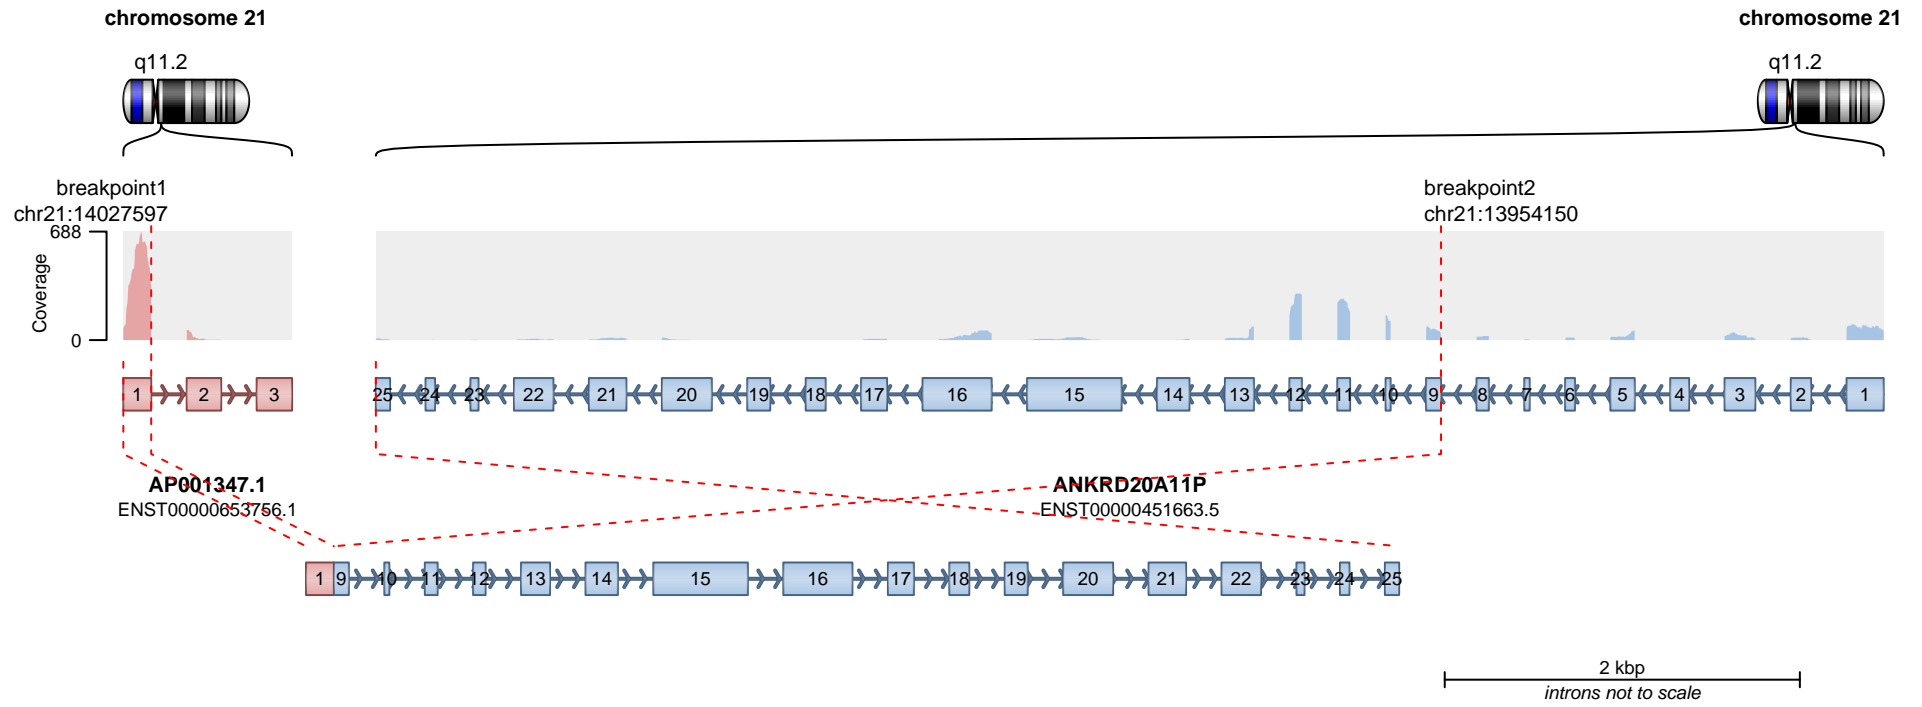 chromosome 21 chromosome 21
q11.2 q11.2
breakpoint1 breakpoint2
chr21:14027597 chr21:13954150
688
Coverage
0
1 2 3 25 24 23 22 21 20 19 18 17 16 15 14 13 12 11 10 9 8 7 6 5 4 3 2 1
AP001347.1 ANKRD20A11P
ENST00000653756.1 ENST00000451663.5
1 9 10 11 12 13 14 15 16 17 18 19 20 21 22 23 24 25
2 kbp
introns not to scale